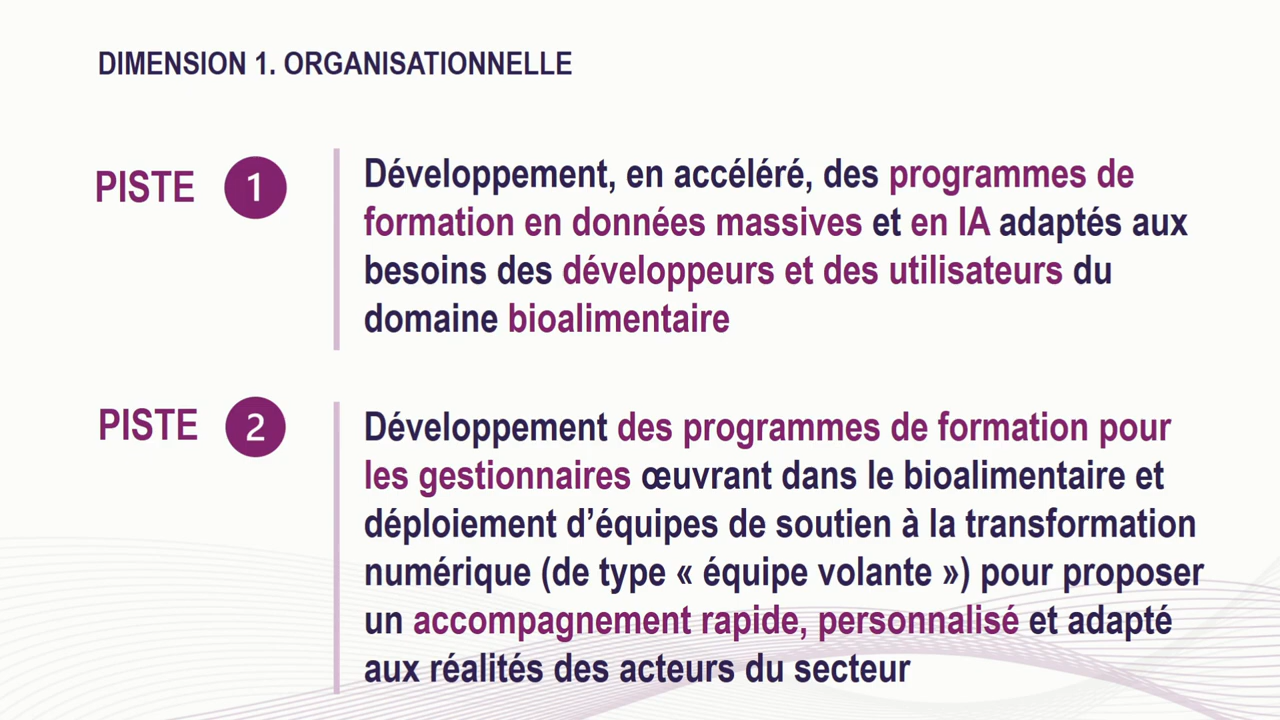 DIMENSION 1. ORGANISATIONNELLE
PISTE 1
Développement, en accéléré, des programmes de
formation en données massives et en IA adaptés aux
besoins des développeurs et des utilisateurs du
domaine bioalimentaire
PISTE 2
Développement des programmes de formation pour
les gestionnaires œuvrant dans le bioalimentaire et
déploiement d’équipes de soutien à la transformation
numérique (de type « équipe volante ») pour proposer
un accompagnement rapide, personnalisé et adapté
aux réalités des acteurs du secteur